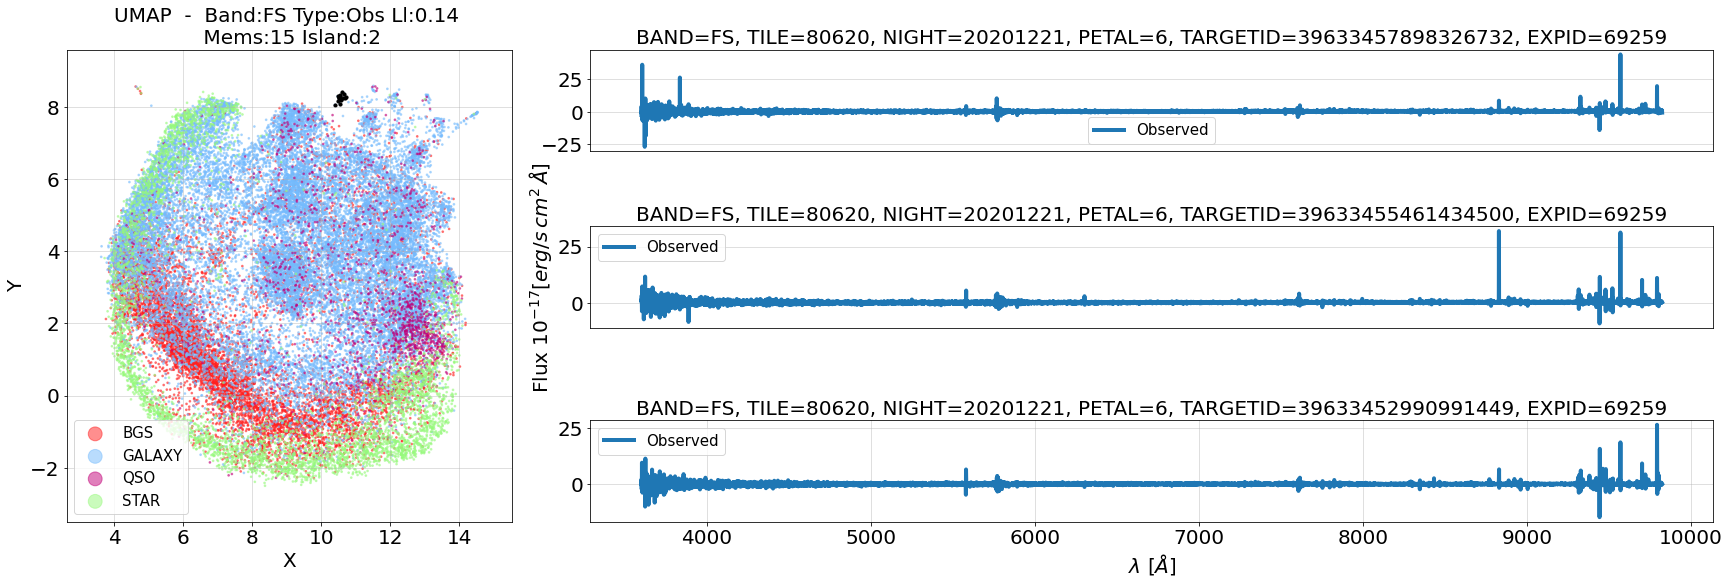 UMAP - Band:FS Type:Obs Ll:0.14
Mems:15 Island:2
Y
8
6
4
2
0
−2
BGS
GALAXY
QSO
STAR
4 6 8 10 12 14
X
Flux 10⁻¹⁷[erg/s cm² Å]
BAND=FS, TILE=80620, NIGHT=20201221, PETAL=6, TARGETID=39633457898326732, EXPID=69259
25
0
−25
Observed
BAND=FS, TILE=80620, NIGHT=20201221, PETAL=6, TARGETID=39633455461434500, EXPID=69259
Observed
25
0
BAND=FS, TILE=80620, NIGHT=20201221, PETAL=6, TARGETID=39633452990991449, EXPID=69259
Observed
25
0
4000 5000 6000 7000 8000 9000 10000
λ [Å]